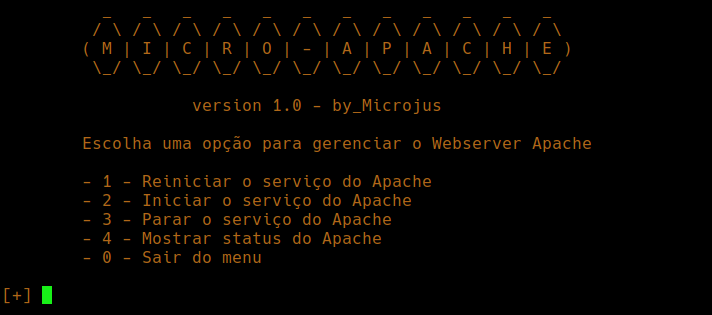 ( M | I | C | R | O | - | A | P | A | C | H | E )
version 1.0 - by_Microjus
Escolha uma opção para gerenciar o Webserver Apache
- 1 - Reiniciar o serviço do Apache
- 2 - Iniciar o serviço do Apache
- 3 - Parar o serviço do Apache
- 4 - Mostrar status do Apache
- 0 - Sair do menu
[+]